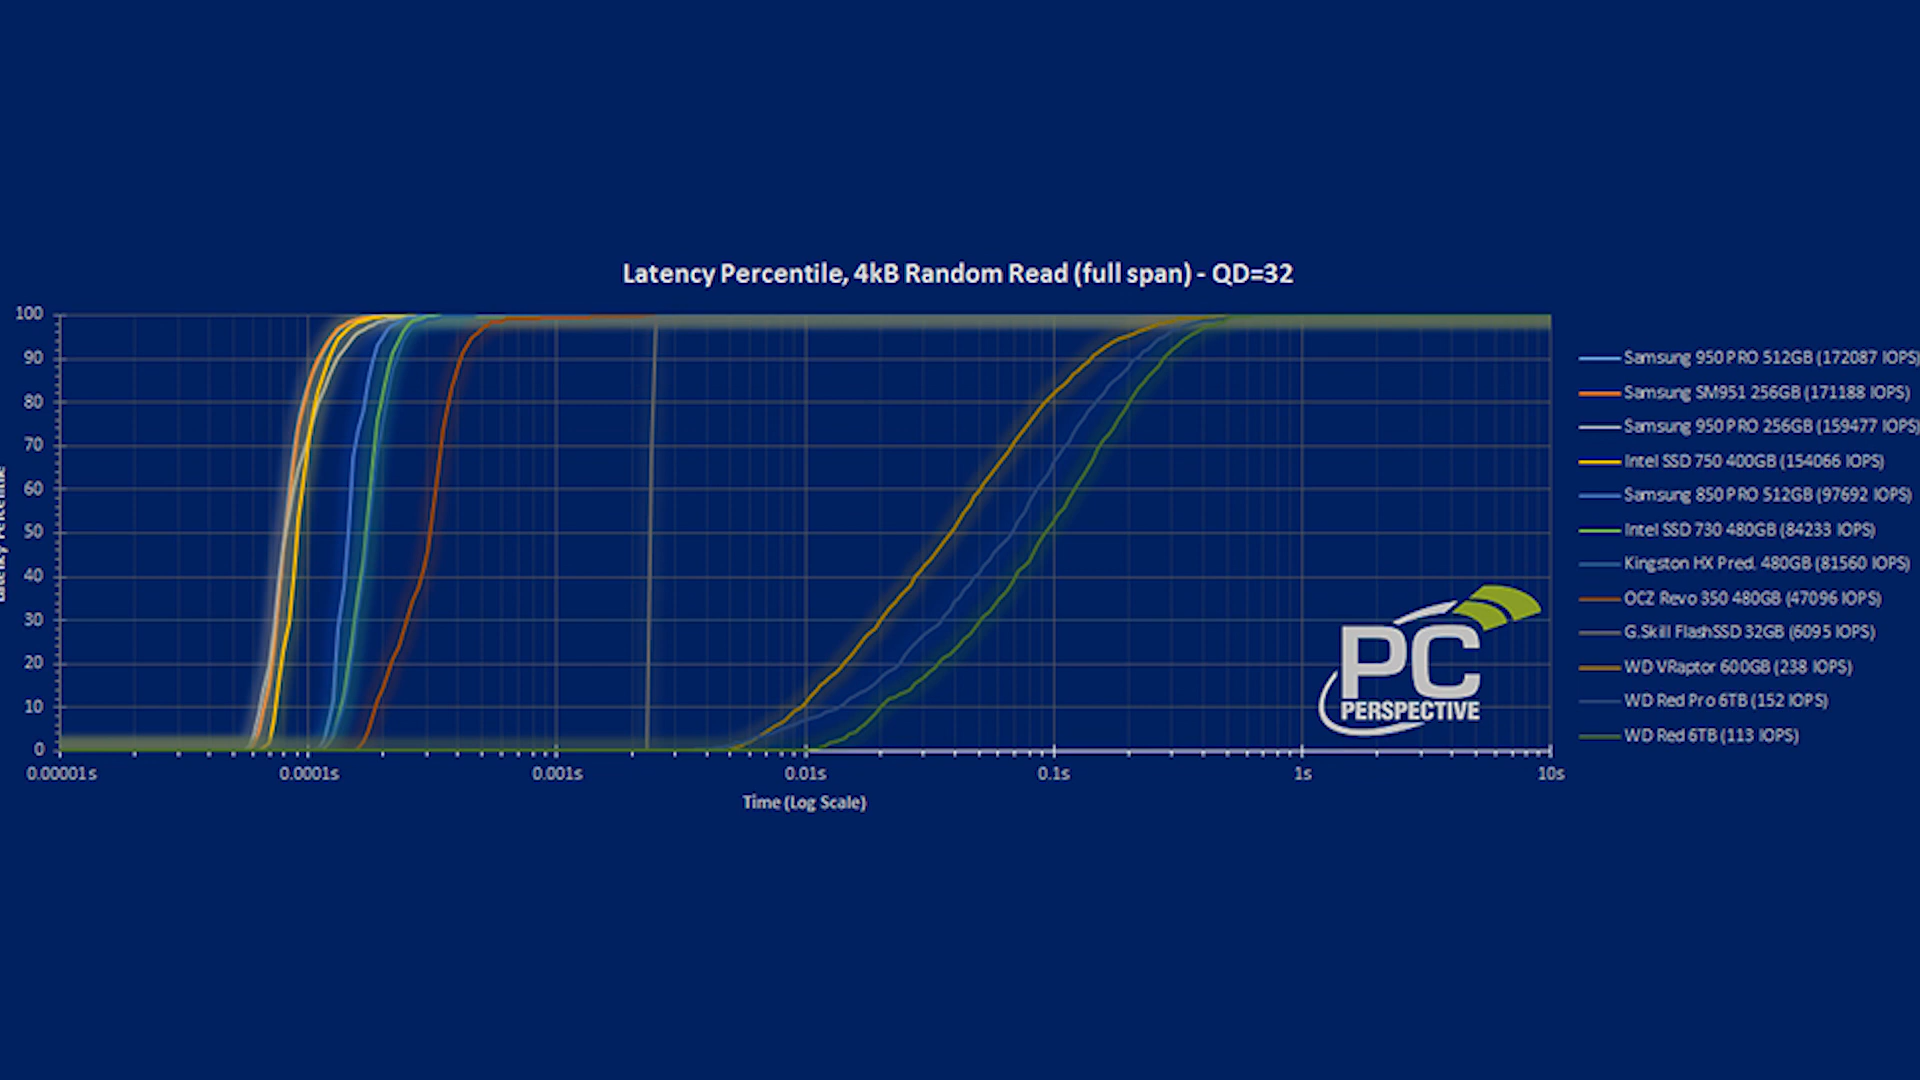 Latency Percentile, 4kB Random Read (full span) - QD=32
100
90
80
70
60
50
40
30
20
10
0
0.00001s 0.0001s 0.001s 0.01s 0.1s 1s 10s
Time (Log Scale)
Samsung 950 PRO 512GB (172087 IOPS)
Samsung SM951 256GB (171188 IOPS)
Samsung 950 PRO 256GB (159477 IOPS)
Intel SSD 750 400GB (154066 IOPS)
Samsung 850 PRO 512GB (97692 IOPS)
Intel SSD 730 480GB (84233 IOPS)
Kingston HX Pred. 480GB (81560 IOPS)
OCZ Revo 350 480GB (47096 IOPS)
G.Skill FlashSSD 32GB (6095 IOPS)
WD VRaptor 600GB (238 IOPS)
WD Red Pro 6TB (152 IOPS)
WD Red 6TB (113 IOPS)
PC
PERSPECTIVE